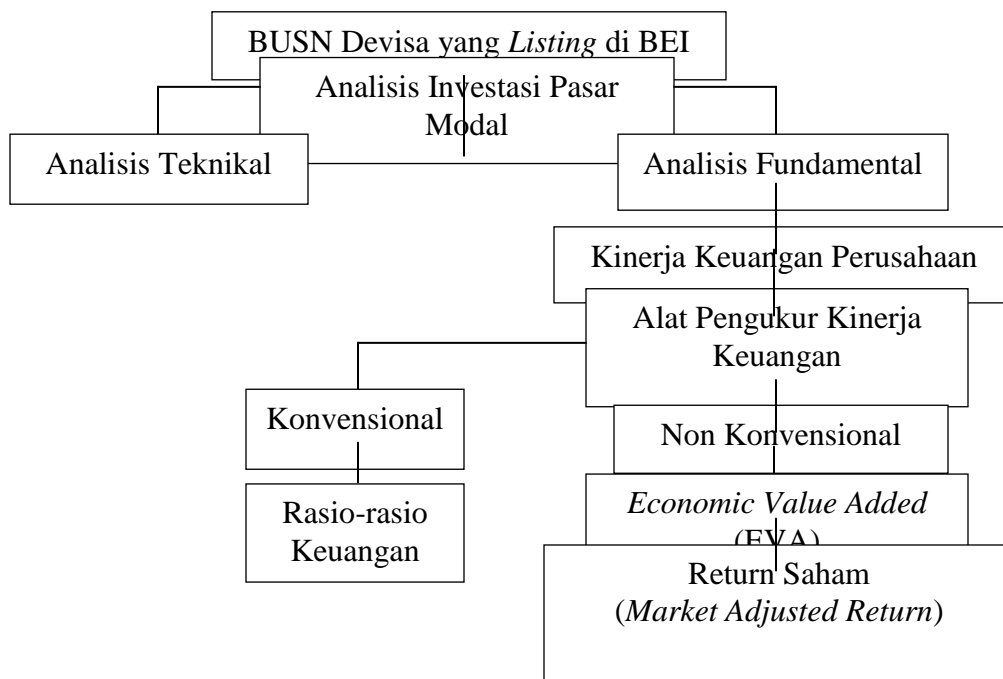 BUSN Devisa yang Listing di BEI
Analisis Investasi Pasar
Modal
Analisis Teknikal
Analisis Fundamental
Kinerja Keuangan Perusahaan
Alat Pengukur Kinerja
Keuangan
Konvensional
Non Konvensional
Rasio-rasio
Keuangan
Economic Value Added
(EVA)
Return Saham
(Market Adjusted Return)